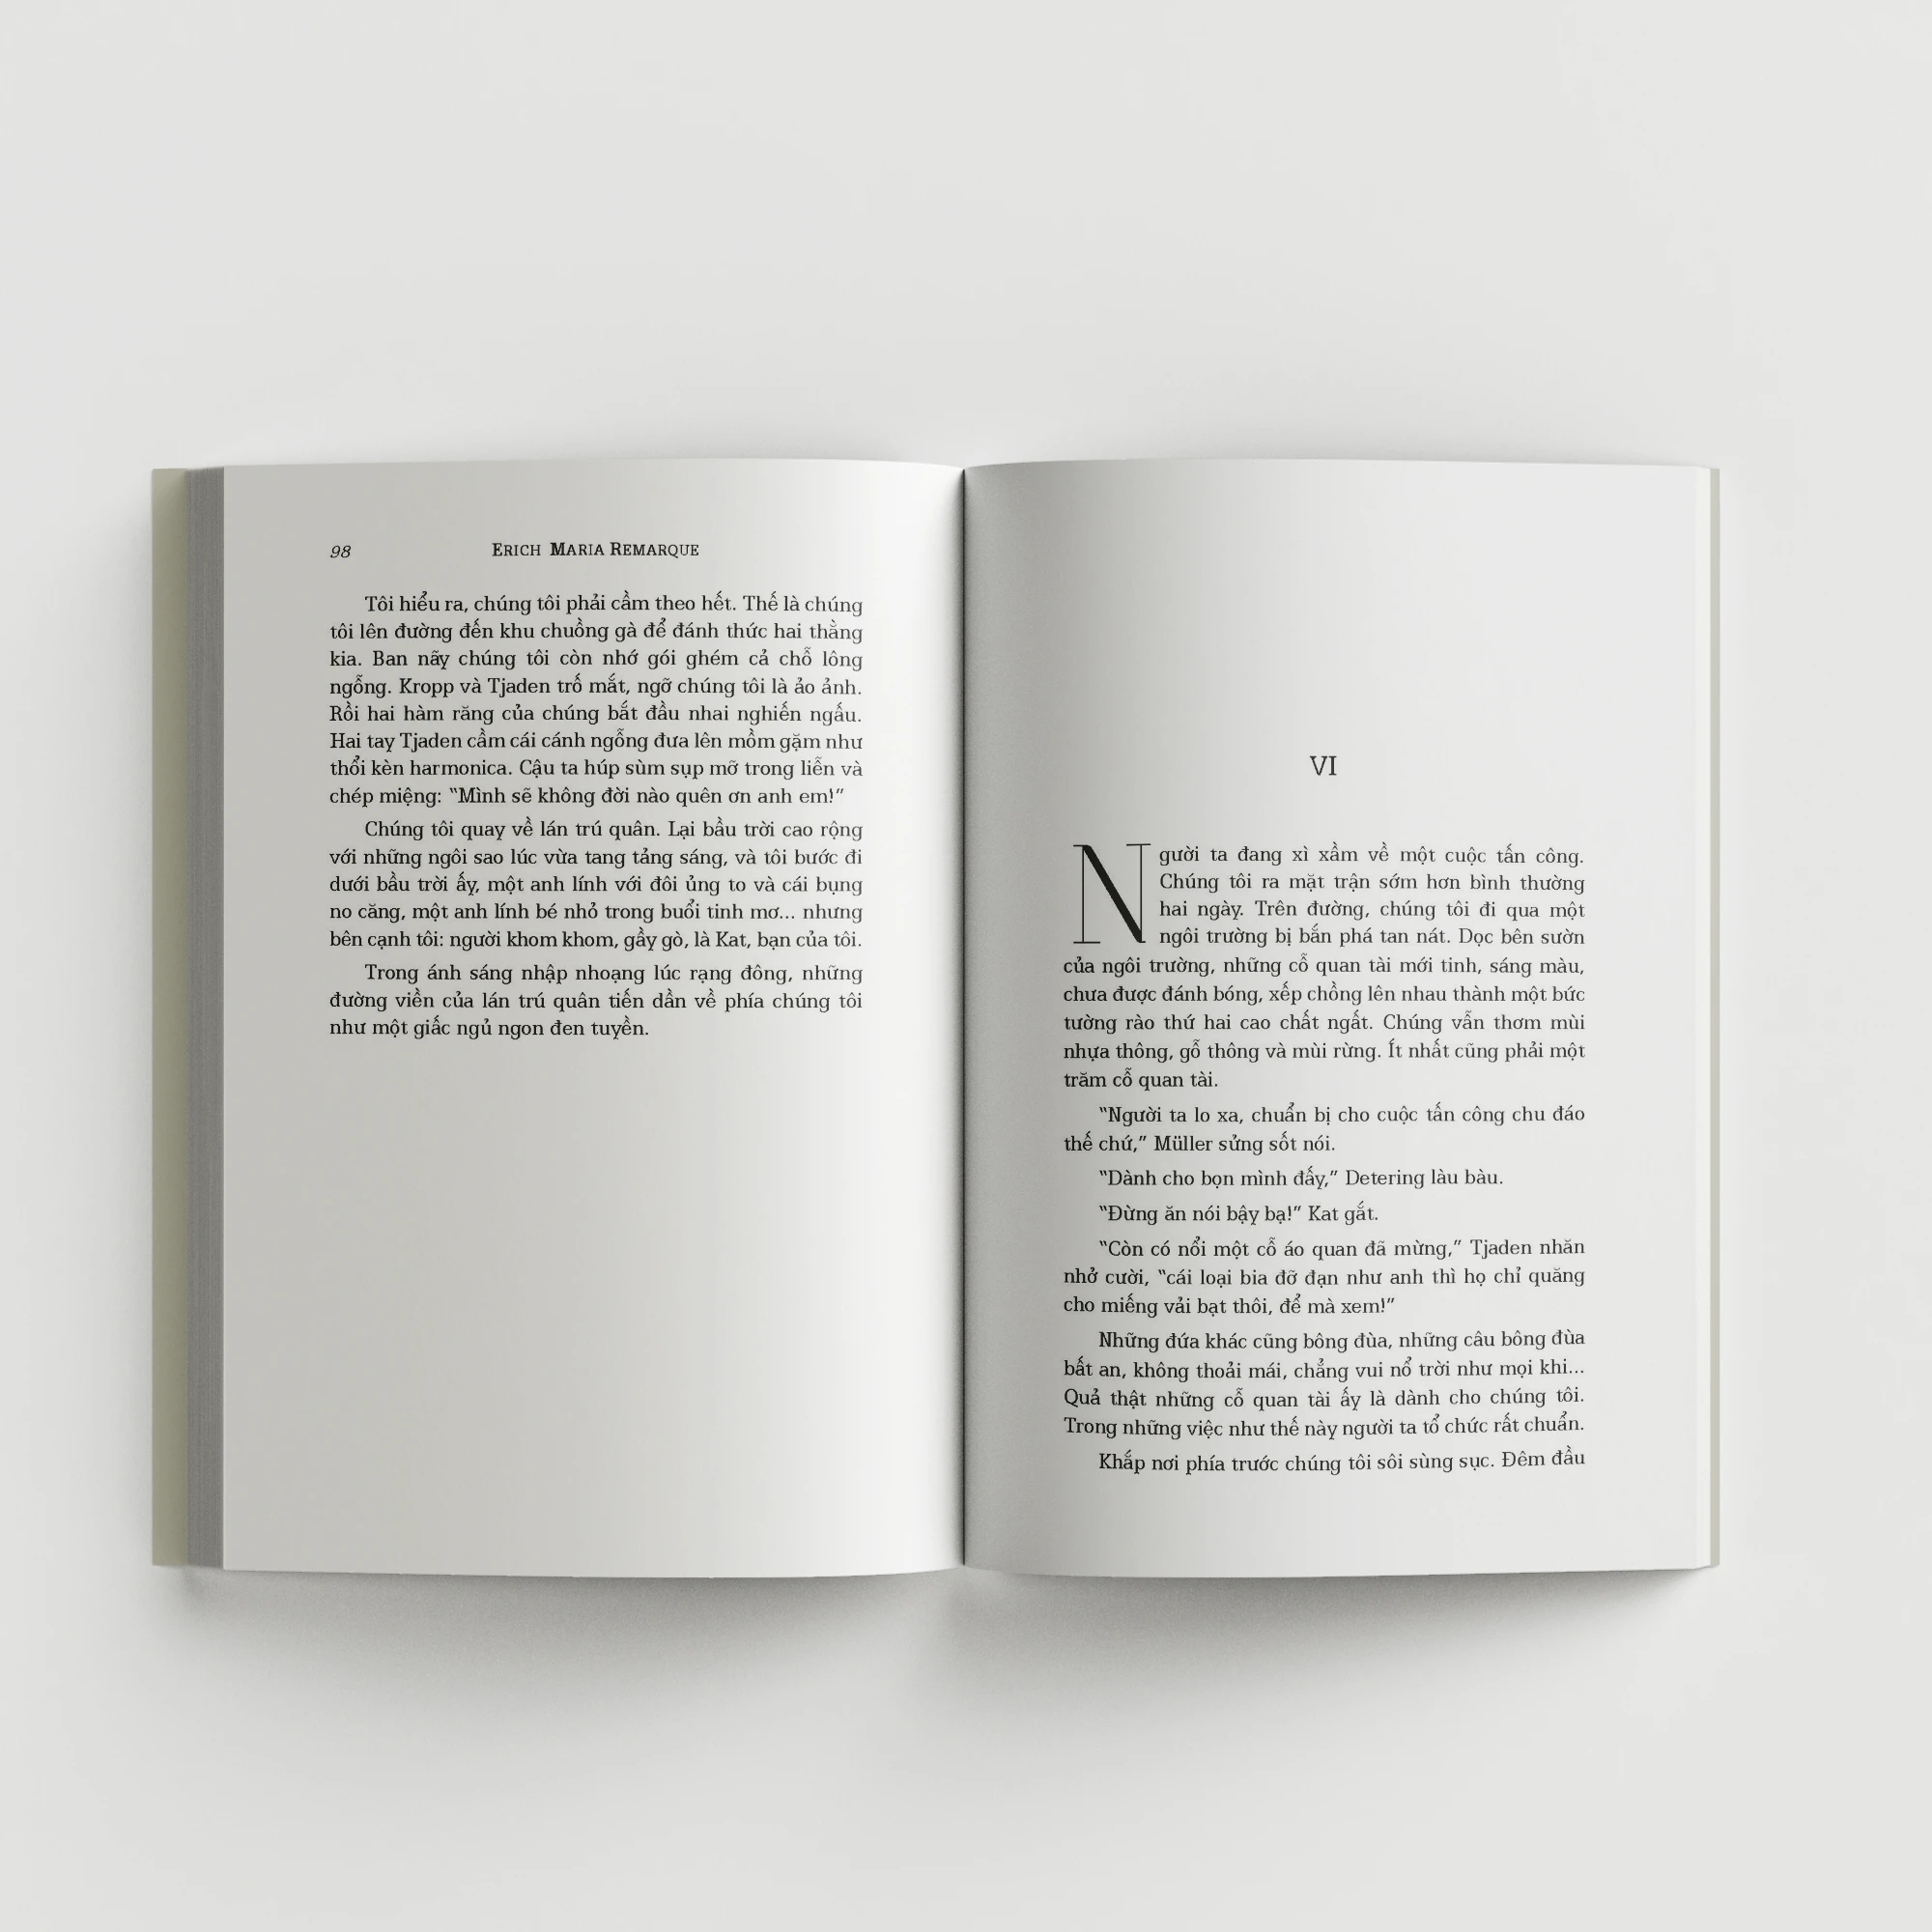 98 ERICH MARIA REMARQUE
Tôi hiểu ra, chúng tôi phải cầm theo hết. Thế là chúng
tôi lên đường đến khu chuồng gà để đánh thức hai thằng
kia. Ban nãy chúng tôi còn nhớ gói ghém cả chỗ lông
ngỗng. Kropp và Tjaden trố mắt, ngỡ chúng tôi là ảo ảnh.
Rồi hai hàm răng của chúng bắt đầu nhai nghiến ngấu.
Hai tay Tjaden cầm cái cánh ngỗng đưa lên mồm gặm như
thổi kèn harmonica. Cậu ta húp sùm sụp mỡ trong liễn và
chép miệng: “Mình sẽ không đời nào quên ơn anh em!”
Chúng tôi quay về lán trú quân. Lại bầu trời cao rộng
với những ngôi sao lúc vừa tang tảng sáng, và tôi bước đi
dưới bầu trời ấy, một anh lính với đôi ủng to và cái bụng
no căng, một anh lính bé nhỏ trong buổi tinh mơ... nhưng
bên cạnh tôi: người khom khom, gầy gò, là Kat, bạn của tôi.
Trong ánh sáng nhập nhoạng lúc rạng đông, những
đường viền của lán trú quân tiến dần về phía chúng tôi
như một giấc ngủ ngon đen tuyền.
VI
Người ta đang xì xầm về một cuộc tấn công.
Chúng tôi ra mặt trận sớm hơn bình thường
hai ngày. Trên đường, chúng tôi đi qua một
ngôi trường bị bắn phá tan nát. Dọc bên sườn
của ngôi trường, những cỗ quan tài mới tinh, sáng màu,
chưa được đánh bóng, xếp chồng lên nhau thành một bức
tường rào thứ hai cao chất ngất. Chúng vẫn thơm mùi
nhựa thông, gỗ thông và mùi rừng. Ít nhất cũng phải một
trăm cỗ quan tài.
“Người ta lo xa, chuẩn bị cho cuộc tấn công chu đáo
thế chứ,” Müller sửng sốt nói.
“Dành cho bọn mình đấy,” Detering làu bàu.
“Đừng ăn nói bậy bạ!” Kat gắt.
“Còn có nổi một cỗ áo quan đã mừng,” Tjaden nhăn
nhở cười, “cái loại bia đỡ đạn như anh thì họ chỉ quăng
cho miếng vải bạt thôi, để mà xem!”
Những đứa khác cũng bông đùa, những câu bông đùa
bất an, không thoải mái, chẳng vui nổ trời như mọi khi...
Quả thật những cỗ quan tài ấy là dành cho chúng tôi.
Trong những việc như thế này người ta tổ chức rất chuẩn.
Khắp nơi phía trước chúng tôi sôi sùng sục. Đêm đầu